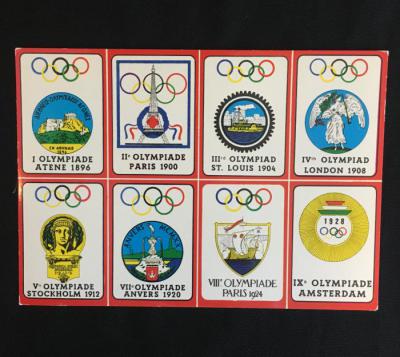 I OLYMPIADE
ATENE 1896
IIe OLYMPIADE
PARIS 1900
IIIrd OLYMPIAD
ST. LOUIS 1904
IVth OLYMPIAD
LONDON 1908
Ve OLYMPIADE
STOCKHOLM 1912
ANVERS
VIIe OLYMPIADE
ANVERS 1920
VIIIe OLYMPIADE
PARIS 1924
1928
IXe OLYMPIADE
AMSTERDAM